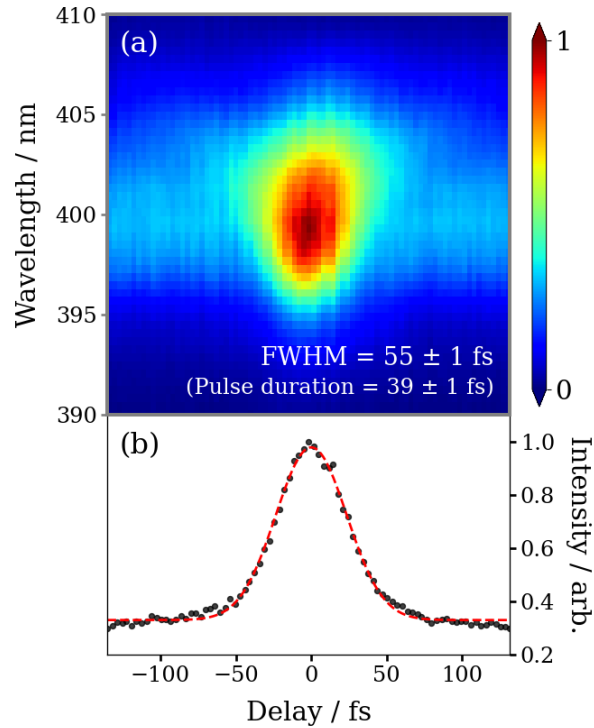 410
(a)
1
405
Wavelength / nm
400
395
FWHM = 55 ± 1 fs
(Pulse duration = 39 ± 1 fs)
0
390
(b)
1.0
0.8
0.6
0.4
0.2
Intensity / arb.
−100
−50
0
50
100
Delay / fs